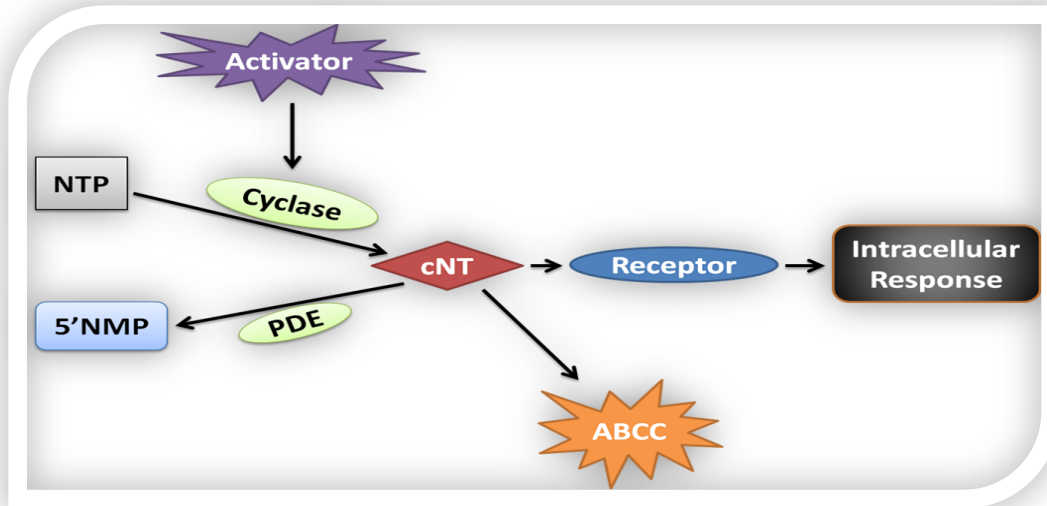 Activator
NTP
Cyclase
cNT
Receptor
Intracellular
Response
5'NMP
PDE
ABCC